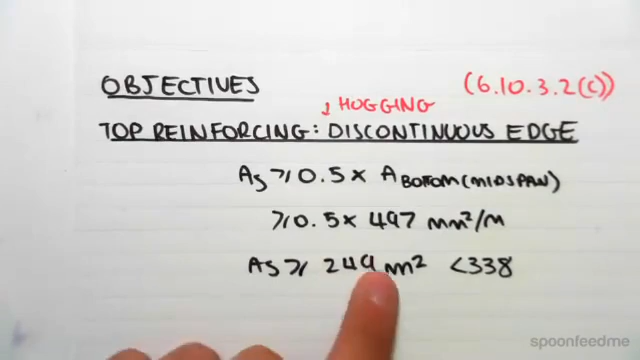 OBJECTIVES (6.10.3.2(c))
↓ HOGGING
TOP REINFORCING: DISCONTINUOUS EDGE
As ⩾ 0.5 × A BOTTOM (MIDSPAN)
⩾ 0.5 × 497 mm²/m
As ⩾ 249 mm² <338
spoonfeedme